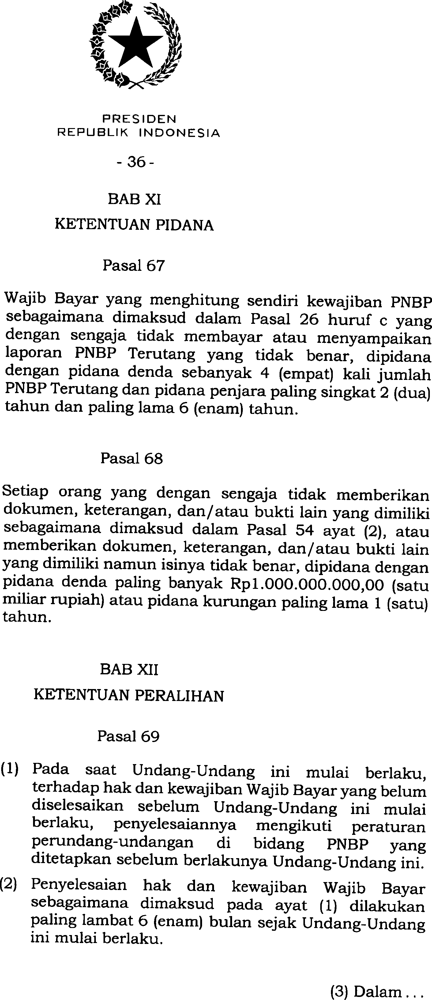 PRESIDEN
REPUBLIK INDONESIA
- 36 -
BAB XI
KETENTUAN PIDANA
Pasal 67
Wajib Bayar yang menghitung sendiri kewajiban PNBP
sebagaimana dimaksud dalam Pasal 26 huruf c yang
dengan sengaja tidak membayar atau menyampaikan
laporan PNBP Terutang yang tidak benar, dipidana
dengan pidana denda sebanyak 4 (empat) kali jumlah
PNBP Terutang dan pidana penjara paling singkat 2 (dua)
tahun dan paling lama 6 (enam) tahun.
Pasal 68
Setiap orang yang dengan sengaja tidak memberikan
dokumen, keterangan, dan/atau bukti lain yang dimiliki
sebagaimana dimaksud dalam Pasal 54 ayat (2), atau
memberikan dokumen, keterangan, dan/atau bukti lain
yang dimiliki namun isinya tidak benar, dipidana dengan
pidana denda paling banyak Rp1.000.000.000,00 (satu
miliar rupiah) atau pidana kurungan paling lama 1 (satu)
tahun.
BAB XII
KETENTUAN PERALIHAN
Pasal 69
(1) Pada saat Undang-Undang ini mulai berlaku,
terhadap hak dan kewajiban Wajib Bayar yang belum
diselesaikan sebelum Undang-Undang ini mulai
berlaku, penyelesaiannya mengikuti peraturan
perundang-undangan di bidang PNBP yang
ditetapkan sebelum berlakunya Undang-Undang ini.
(2) Penyelesaian hak dan kewajiban Wajib Bayar
sebagaimana dimaksud pada ayat (1) dilakukan
paling lambat 6 (enam) bulan sejak Undang-Undang
ini mulai berlaku.
(3) Dalam . . .